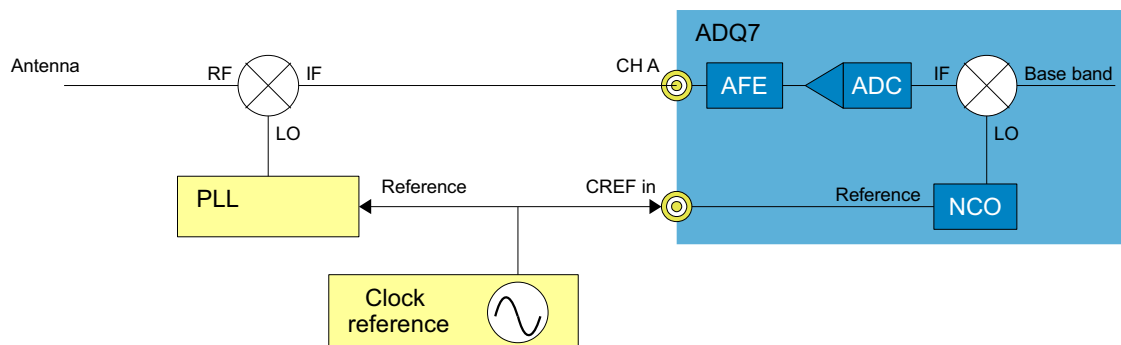 ADQ7
Antenna
RF
IF
CH A
AFE
ADC
IF
Base band
LO
LO
PLL
Reference
CREF in
Reference
NCO
Clock
reference